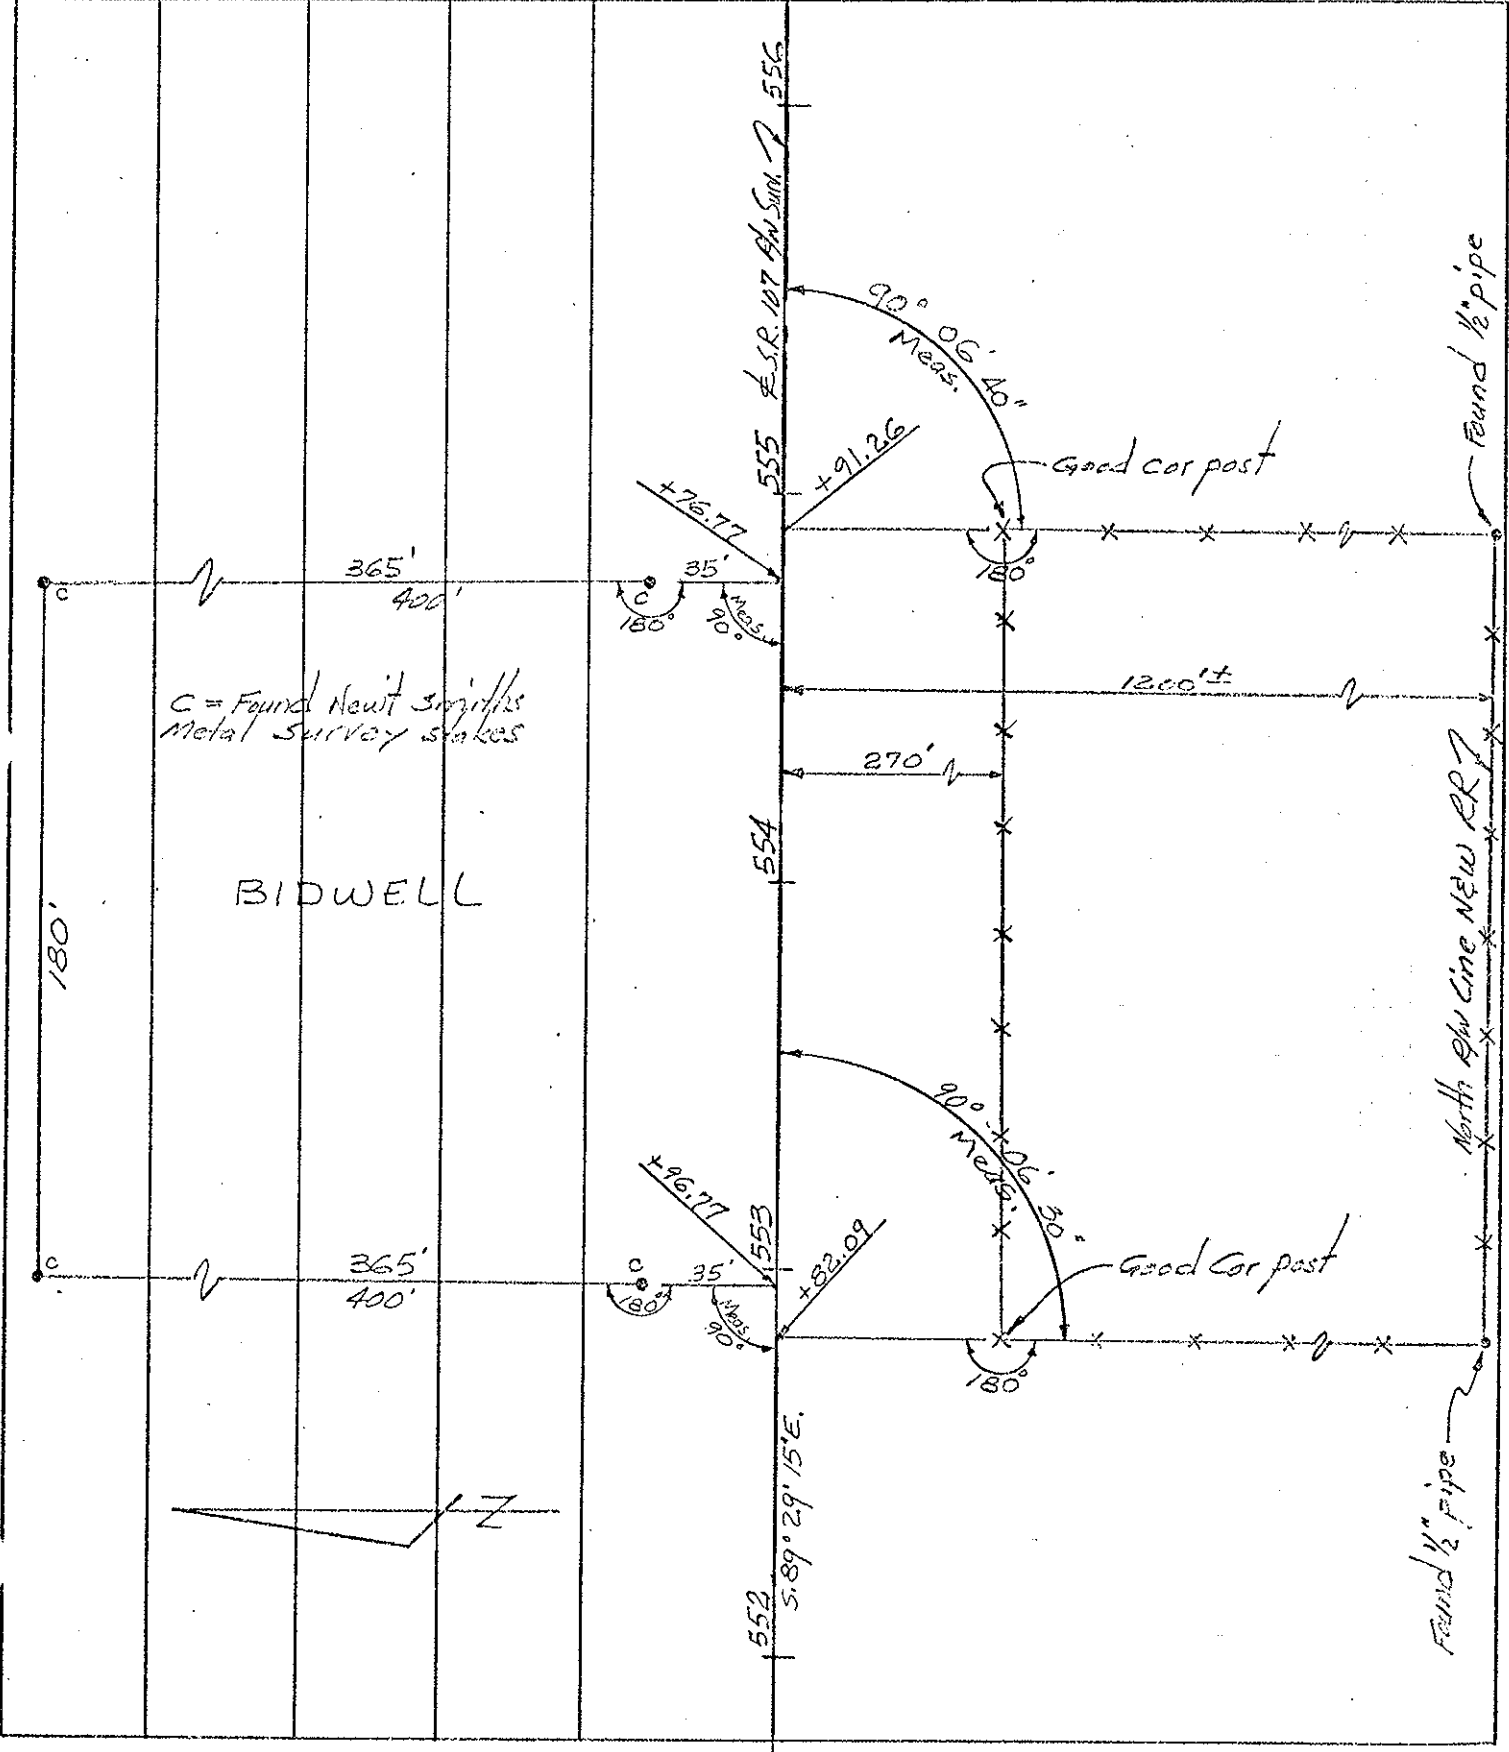 556
℄ S.R. 107 R/W Surv.
90° 06' 40"
Meas.
Found 1/2" pipe
555
+91.26
Good cor post
+76.77
365'
400'
35'
C
C
180°
90°
Meas.
180°
C = Found Newt Smiths
Metal Survey stakes
1200'±
270'
554
BIDWELL
180'
North R/W Line N&W RR
90° 06' 30"
Meas.
+96.77
553
+82.09
Good Cor post
C
365'
400'
C
35'
180°
90°
Meas.
180°
S.89°29'15"E.
N
552
Found 1/2" pipe